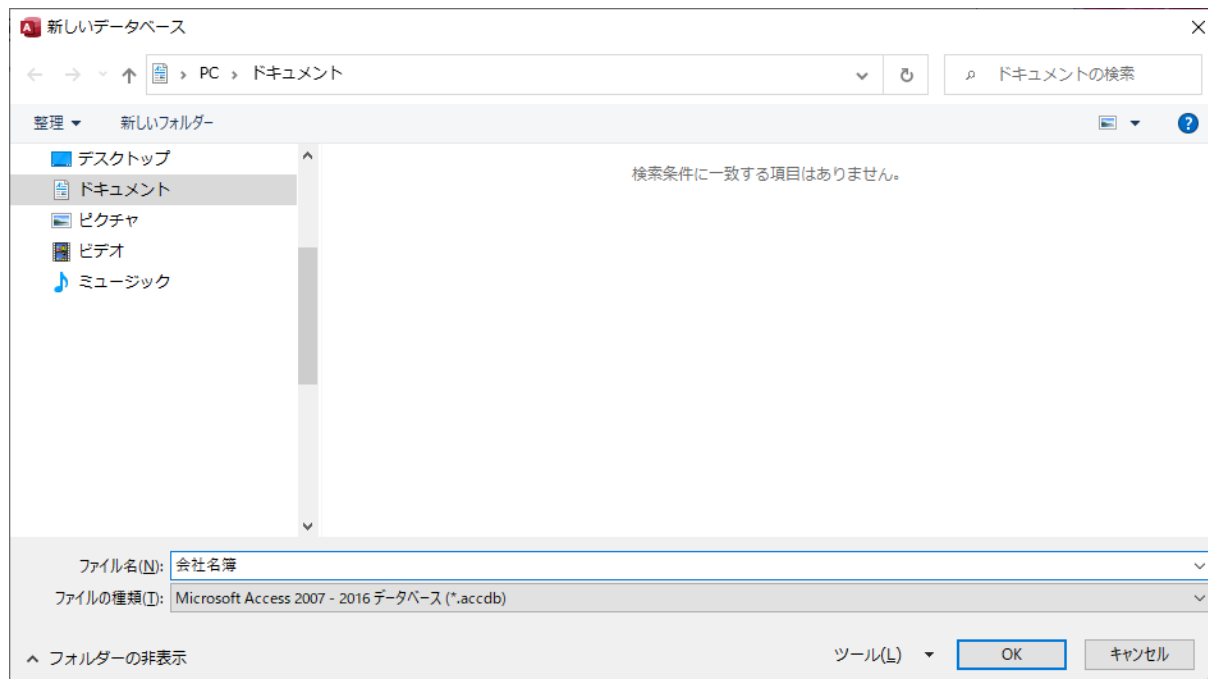 新しいデータベース
PC › ドキュメント
ドキュメントの検索
整理 新しいフォルダー
デスクトップ
検索条件に一致する項目はありません。
ドキュメント
ピクチャ
ビデオ
ミュージック
ファイル名(N): 会社名簿
ファイルの種類(T): Microsoft Access 2007 - 2016 データベース (*.accdb)
フォルダーの非表示 ツール(L) OK キャンセル